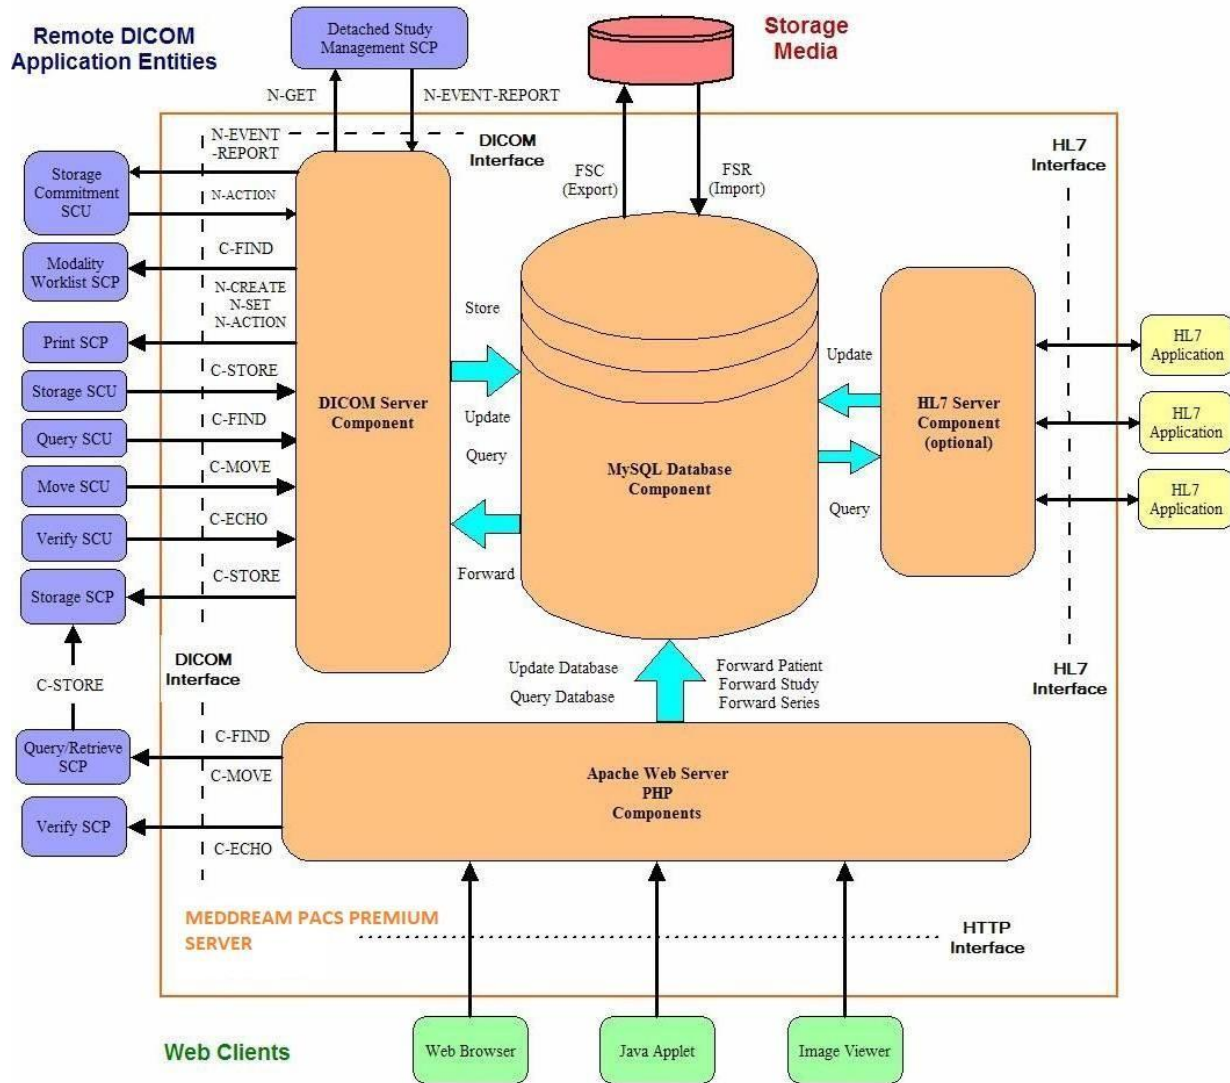 Remote DICOM
Application Entities
Detached Study
Management SCP
Storage
Media
N-GET
N-EVENT-REPORT
N-EVENT
-REPORT
DICOM
Interface
HL7
Interface
FSC
(Export)
FSR
(Import)
Storage
Commitment
SCU
N-ACTION
C-FIND
Modality
Worklist SCP
N-CREATE
N-SET
N-ACTION
Print SCP
C-STORE
Storage SCU
C-FIND
Query SCU
C-MOVE
Move SCU
C-ECHO
Verify SCU
C-STORE
Storage SCP
DICOM Server
Component
Store
Update
Query
Forward
MySQL Database
Component
Update
Query
HL7 Server
Component
(optional)
HL7
Application
HL7
Application
HL7
Application
DICOM
Interface
HL7
Interface
C-STORE
Update Database
Query Database
Forward Patient
Forward Study
Forward Series
Query/Retrieve
SCP
C-FIND
C-MOVE
Verify SCP
C-ECHO
Apache Web Server
PHP
Components
MEDDREAM PACS PREMIUM
SERVER
HTTP
Interface
Web Clients
Web Browser
Java Applet
Image Viewer